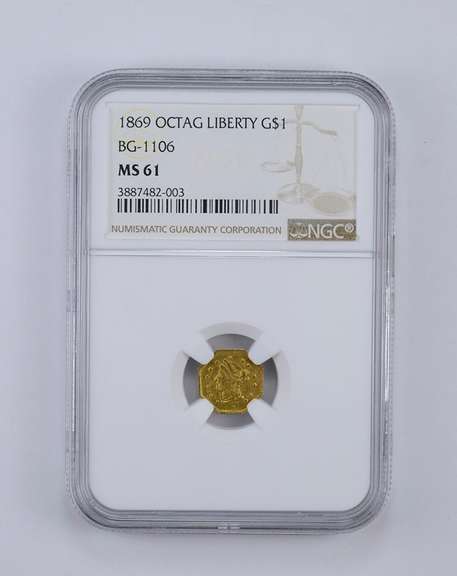 1869 OCTAG LIBERTY G$1
BG-1106
MS 61
3887482-003
NUMISMATIC GUARANTY CORPORATION
NGC®